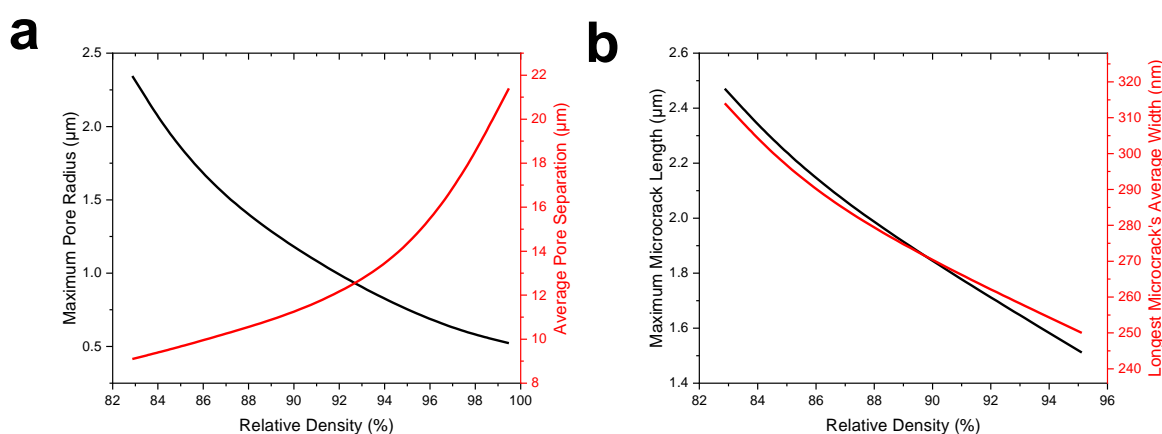 a
2.5
2.0
1.5
1.0
0.5
Maximum Pore Radius (μm)
82 84 86 88 90 92 94 96 98 100
Relative Density (%)
22
20
18
16
14
12
10
8
Average Pore Separation (μm)
b
2.6
2.4
2.2
2.0
1.8
1.6
1.4
Maximum Microcrack Length (μm)
82 84 86 88 90 92 94 96
Relative Density (%)
320
310
300
290
280
270
260
250
240
Longest Microcrack's Average Width (nm)